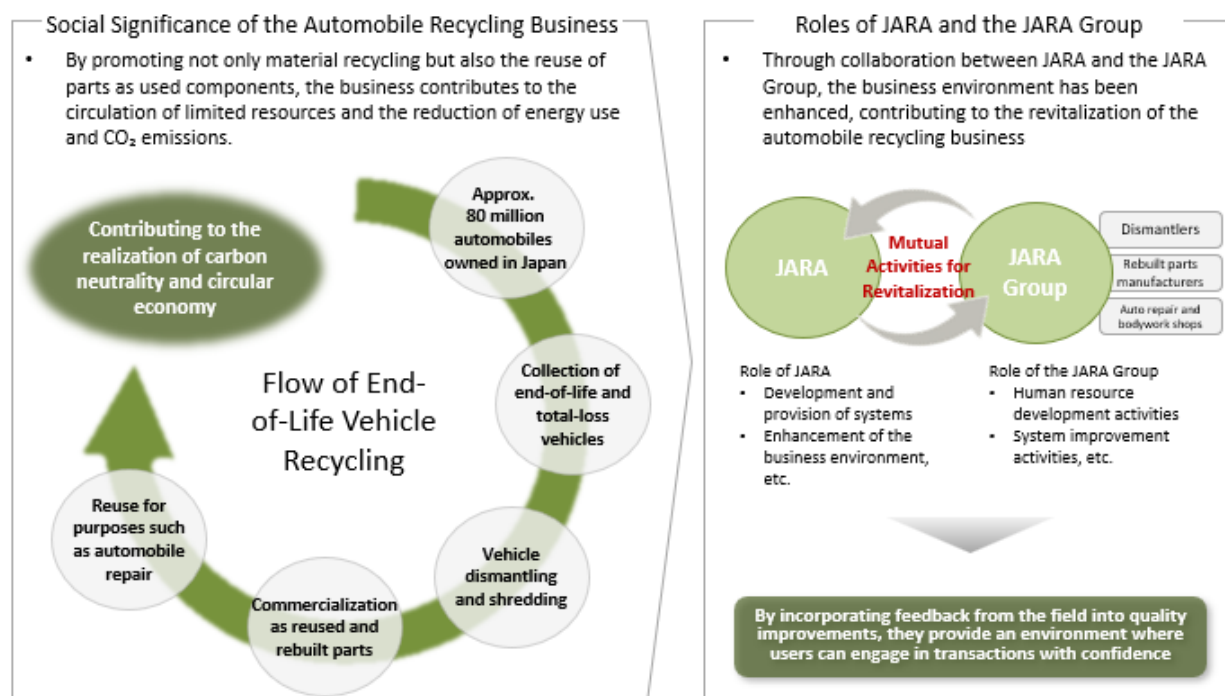 Social Significance of the Automobile Recycling Business
• By promoting not only material recycling but also the reuse of
parts as used components, the business contributes to the
circulation of limited resources and the reduction of energy use
and CO₂ emissions.
Contributing to the
realization of carbon
neutrality and circular
economy
Approx.
80 million
automobiles
owned in Japan
Collection of
end-of-life and
total-loss
vehicles
Flow of End-
of-Life Vehicle
Recycling
Vehicle
dismantling
and shredding
Commercialization
as reused and
rebuilt parts
Reuse for
purposes such
as automobile
repair
Roles of JARA and the JARA Group
• Through collaboration between JARA and the JARA
Group, the business environment has been
enhanced, contributing to the revitalization of the
automobile recycling business
JARA
Mutual
Activities for
Revitalization
JARA
Group
Dismantlers
Rebuilt parts
manufacturers
Auto repair and
bodywork shops
Role of JARA
• Development and
provision of systems
• Enhancement of the
business environment,
etc.
Role of the JARA Group
• Human resource
development activities
• System improvement
activities, etc.
By incorporating feedback from the field into quality
improvements, they provide an environment where
users can engage in transactions with confidence